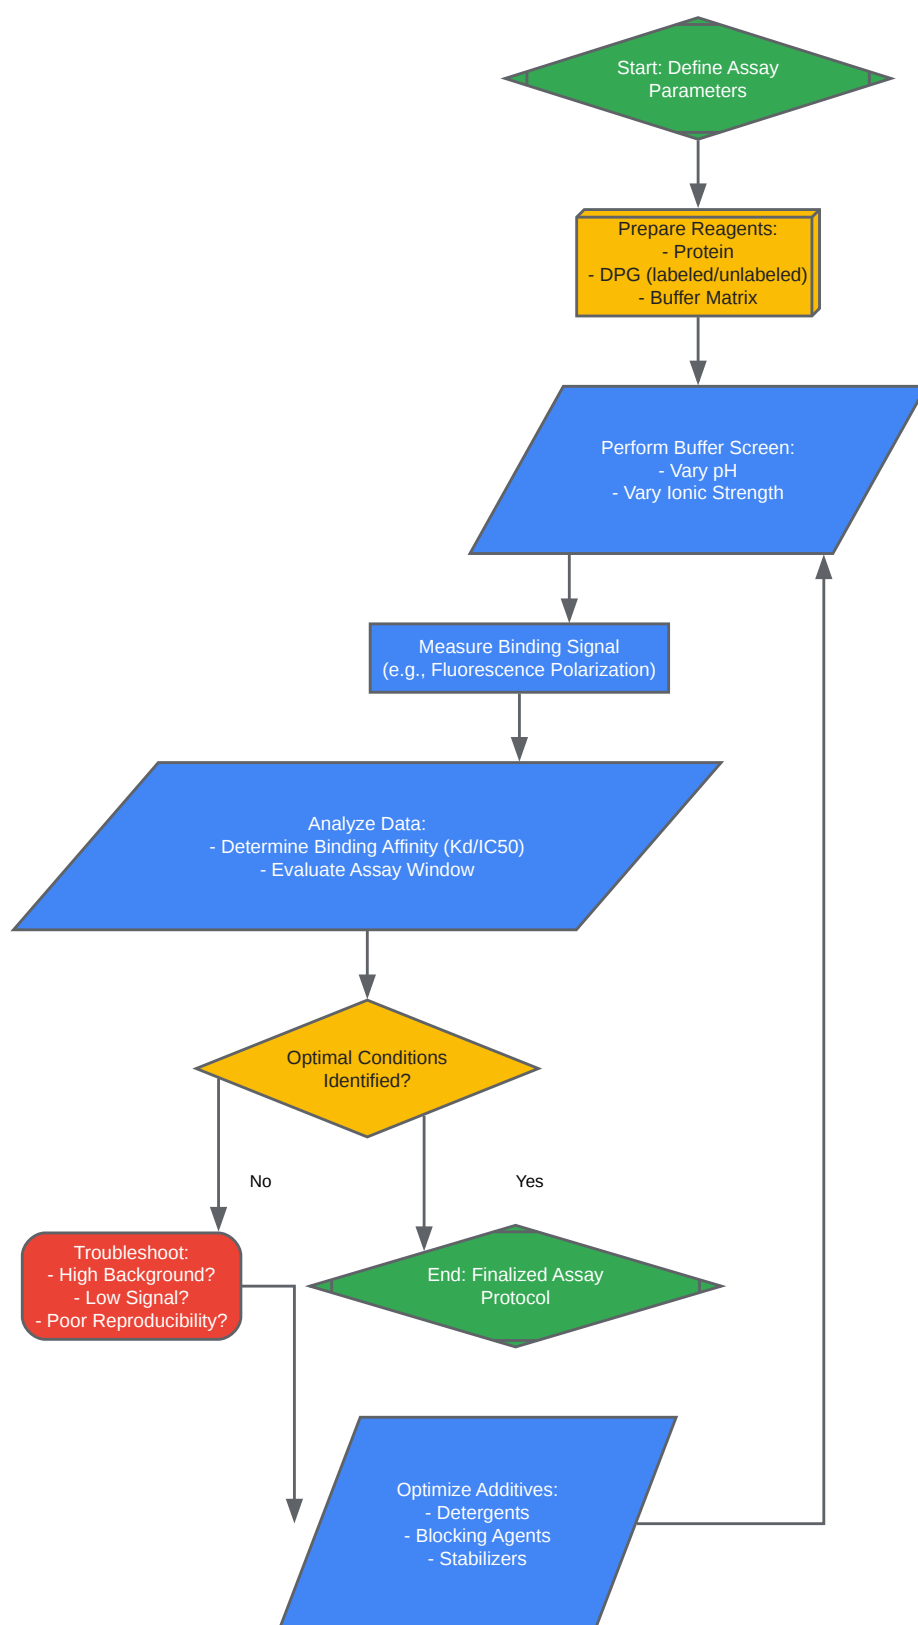 Start: Define Assay
Parameters
Prepare Reagents:
- Protein
- DPG (labeled/unlabeled)
- Buffer Matrix
Perform Buffer Screen:
- Vary pH
- Vary Ionic Strength
Measure Binding Signal
(e.g., Fluorescence Polarization)
Analyze Data:
- Determine Binding Affinity (Kd/IC50)
- Evaluate Assay Window
Optimal Conditions
Identified?
No
Yes
Troubleshoot:
- High Background?
- Low Signal?
- Poor Reproducibility?
End: Finalized Assay
Protocol
Optimize Additives:
- Detergents
- Blocking Agents
- Stabilizers